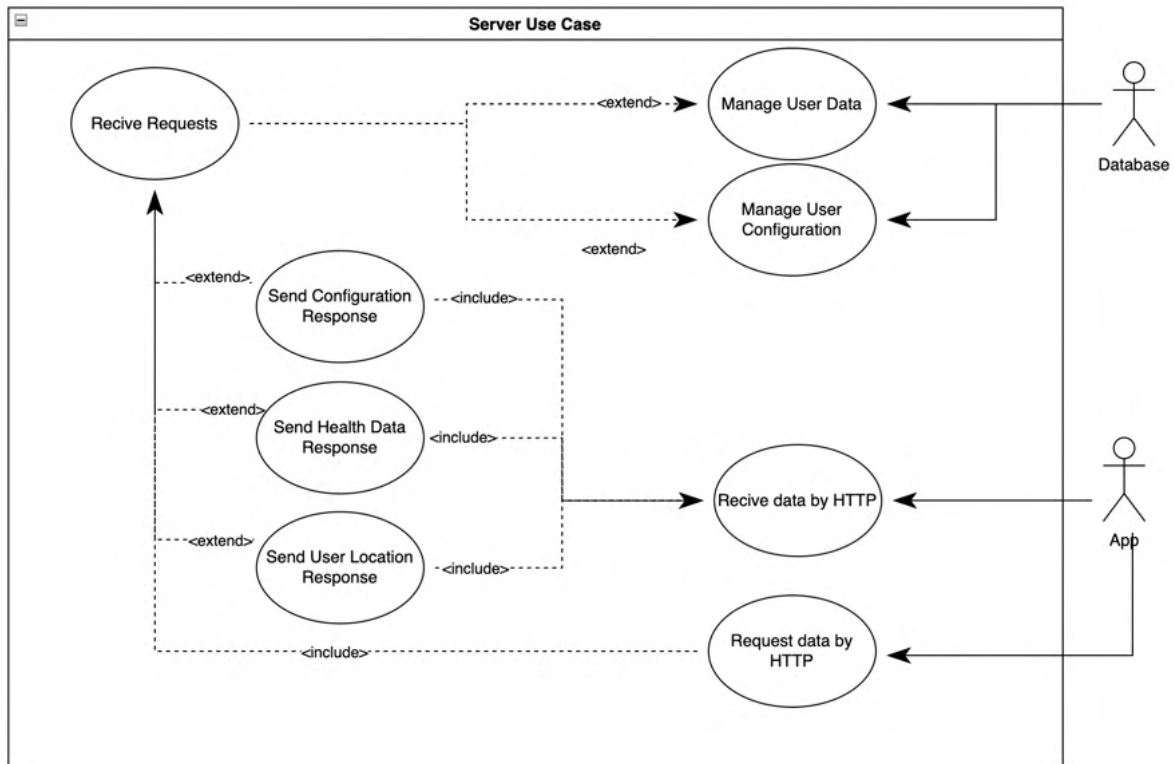 Server Use Case
Recive Requests
<extend>
Manage User Data
Database
Manage User
Configuration
<extend>
<extend>
Send Configuration
Response
<include>
<extend>
Send Health Data
Response
<include>
Recive data by HTTP
App
<extend>
Send User Location
Response
<include>
Request data by
HTTP
<include>